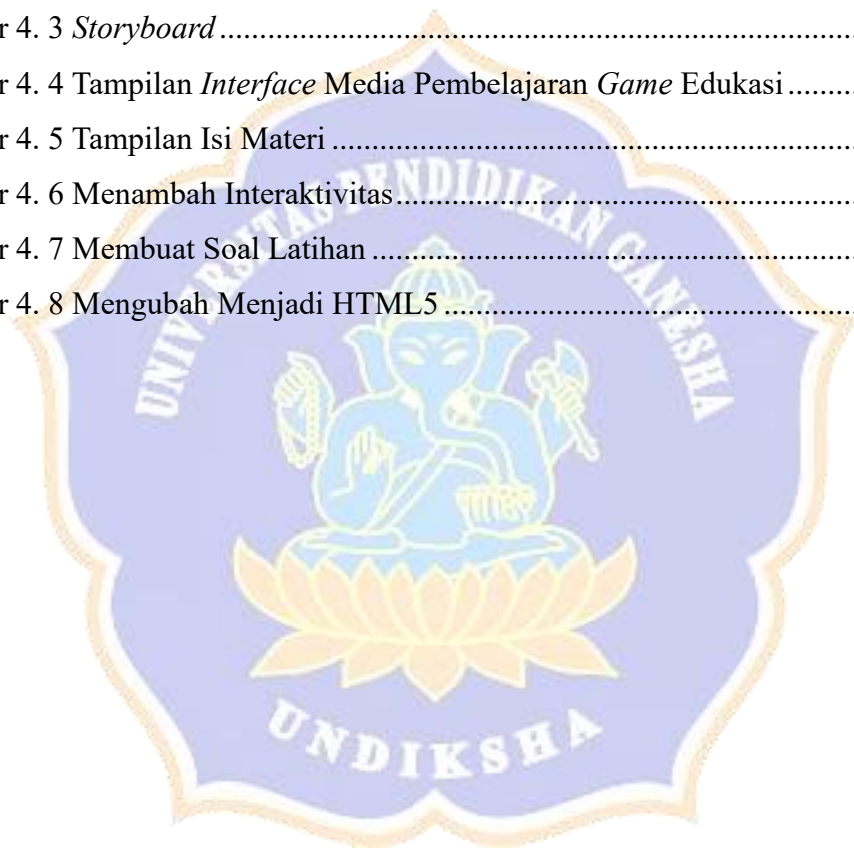 r 4. 3 Storyboard ........................................................................................
r 4. 4 Tampilan Interface Media Pembelajaran Game Edukasi .........
r 4. 5 Tampilan Isi Materi ..................................................................
r 4. 6 Menambah Interaktivitas..........................................................
r 4. 7 Membuat Soal Latihan .............................................................
r 4. 8 Mengubah Menjadi HTML5 ....................................................
UNIVERSITAS PENDIDIKAN GANESHA
UNDIKSHA